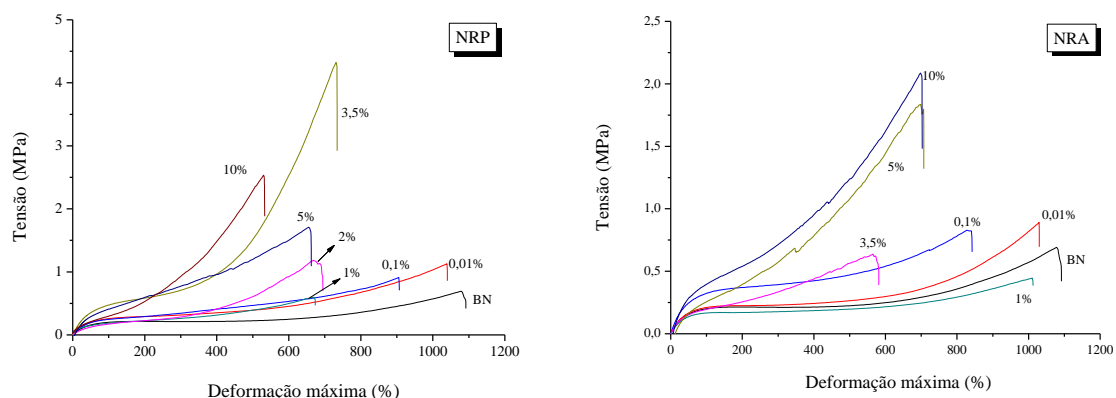 NRP
5
4
3
2
1
0
Tensão (MPa)
3,5%
10%
5%
2%
1%
0,1%
0,01%
BN
0 200 400 600 800 1000 1200
Deformação máxima (%)
NRA
2,5
2,0
1,5
1,0
0,5
0,0
Tensão (MPa)
10%
5%
3,5%
0,1%
0,01%
BN
1%
0 200 400 600 800 1000 1200
Deformação máxima (%)